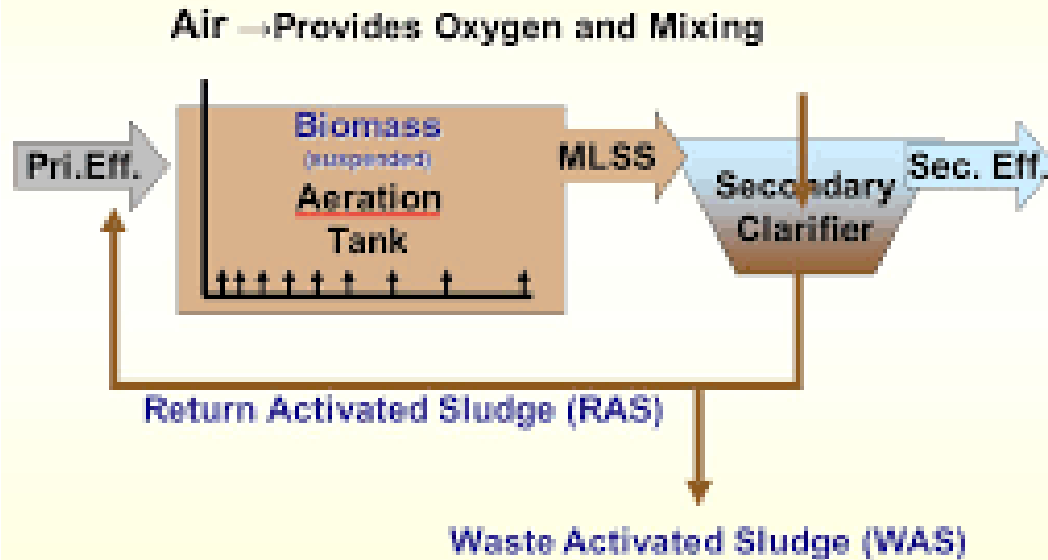 Air →Provides Oxygen and Mixing
Pri.Eff.
Biomass
(suspended)
Aeration
Tank
MLSS
Secondary
Clarifier
Sec. Eff.
Return Activated Sludge (RAS)
Waste Activated Sludge (WAS)